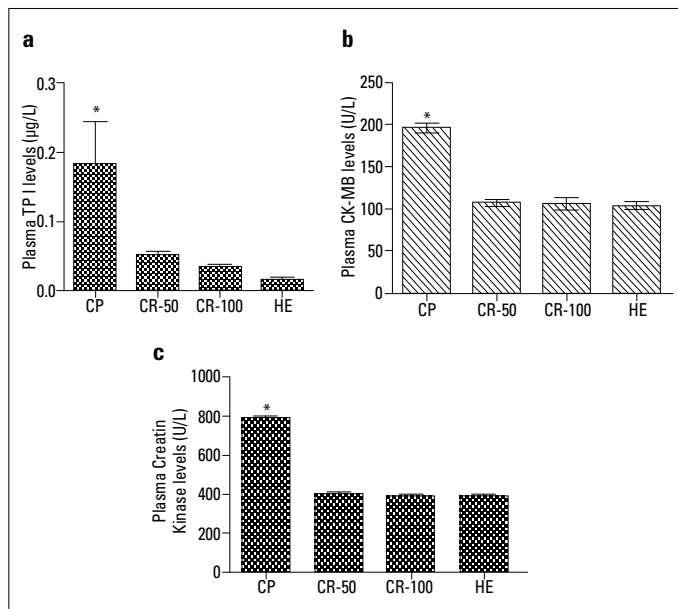 a
b
0.3
0.2
0.1
0.0
Plasma TP I levels (µg/L)
*
CP CR-50 CR-100 HE
250
200
150
100
50
0
Plasma CK-MB levels (U/L)
*
CP CR-50 CR-100 HE
c
1000
800
600
400
200
0
Plasma Creatin
Kinase levels (U/L)
*
CP CR-50 CR-100 HE